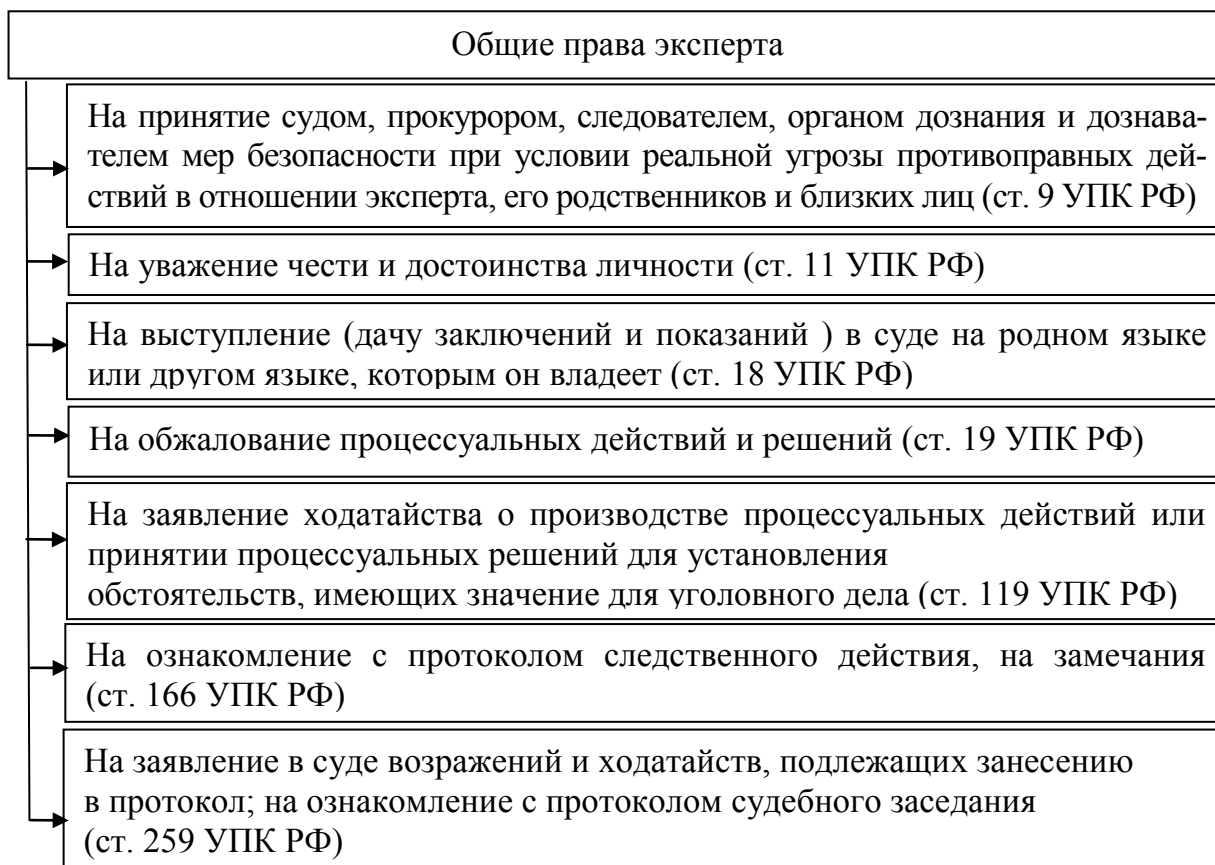 Общие права эксперта
На принятие судом, прокурором, следователем, органом дознания и дознава-
телем мер безопасности при условии реальной угрозы противоправных дей-
ствий в отношении эксперта, его родственников и близких лиц (ст. 9 УПК РФ)
На уважение чести и достоинства личности (ст. 11 УПК РФ)
На выступление (дачу заключений и показаний ) в суде на родном языке
или другом языке, которым он владеет (ст. 18 УПК РФ)
На обжалование процессуальных действий и решений (ст. 19 УПК РФ)
На заявление ходатайства о производстве процессуальных действий или
принятии процессуальных решений для установления
обстоятельств, имеющих значение для уголовного дела (ст. 119 УПК РФ)
На ознакомление с протоколом следственного действия, на замечания
(ст. 166 УПК РФ)
На заявление в суде возражений и ходатайств, подлежащих занесению
в протокол; на ознакомление с протоколом судебного заседания
(ст. 259 УПК РФ)